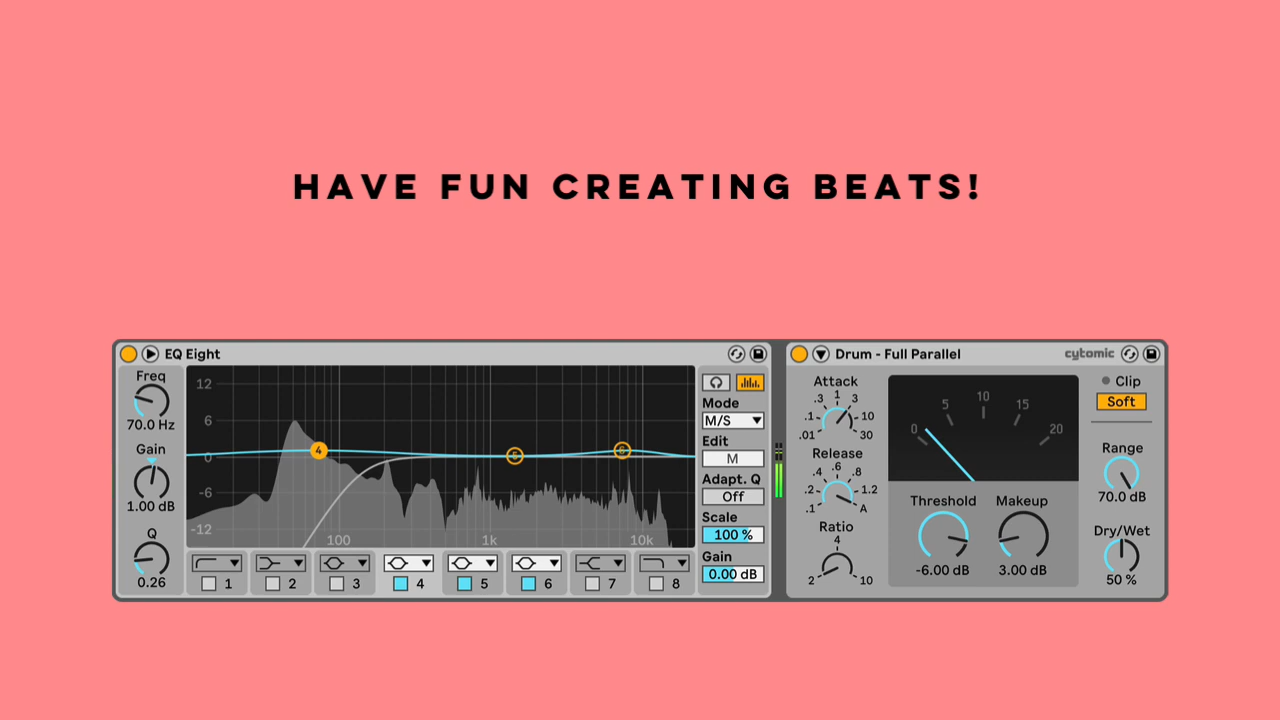 HAVE FUN CREATING BEATS!
EQ Eight
Freq
70.0 Hz
Gain
1.00 dB
Q
0.26
12
6
0
-6
-12
100
1k
10k
4
5
6
1
2
3
4
5
6
7
8
Mode
M/S
Edit
M
Adapt. Q
Off
Scale
100 %
Gain
0.00 dB
Drum - Full Parallel
cytomic
Attack
.01 .1 .3 1 3 10 30
Release
.1 .2 .4 .6 .8 1.2 A
Ratio
2 4 10
0 5 10 15 20
Threshold
-6.00 dB
Makeup
3.00 dB
Clip
Soft
Range
70.0 dB
Dry/Wet
50 %